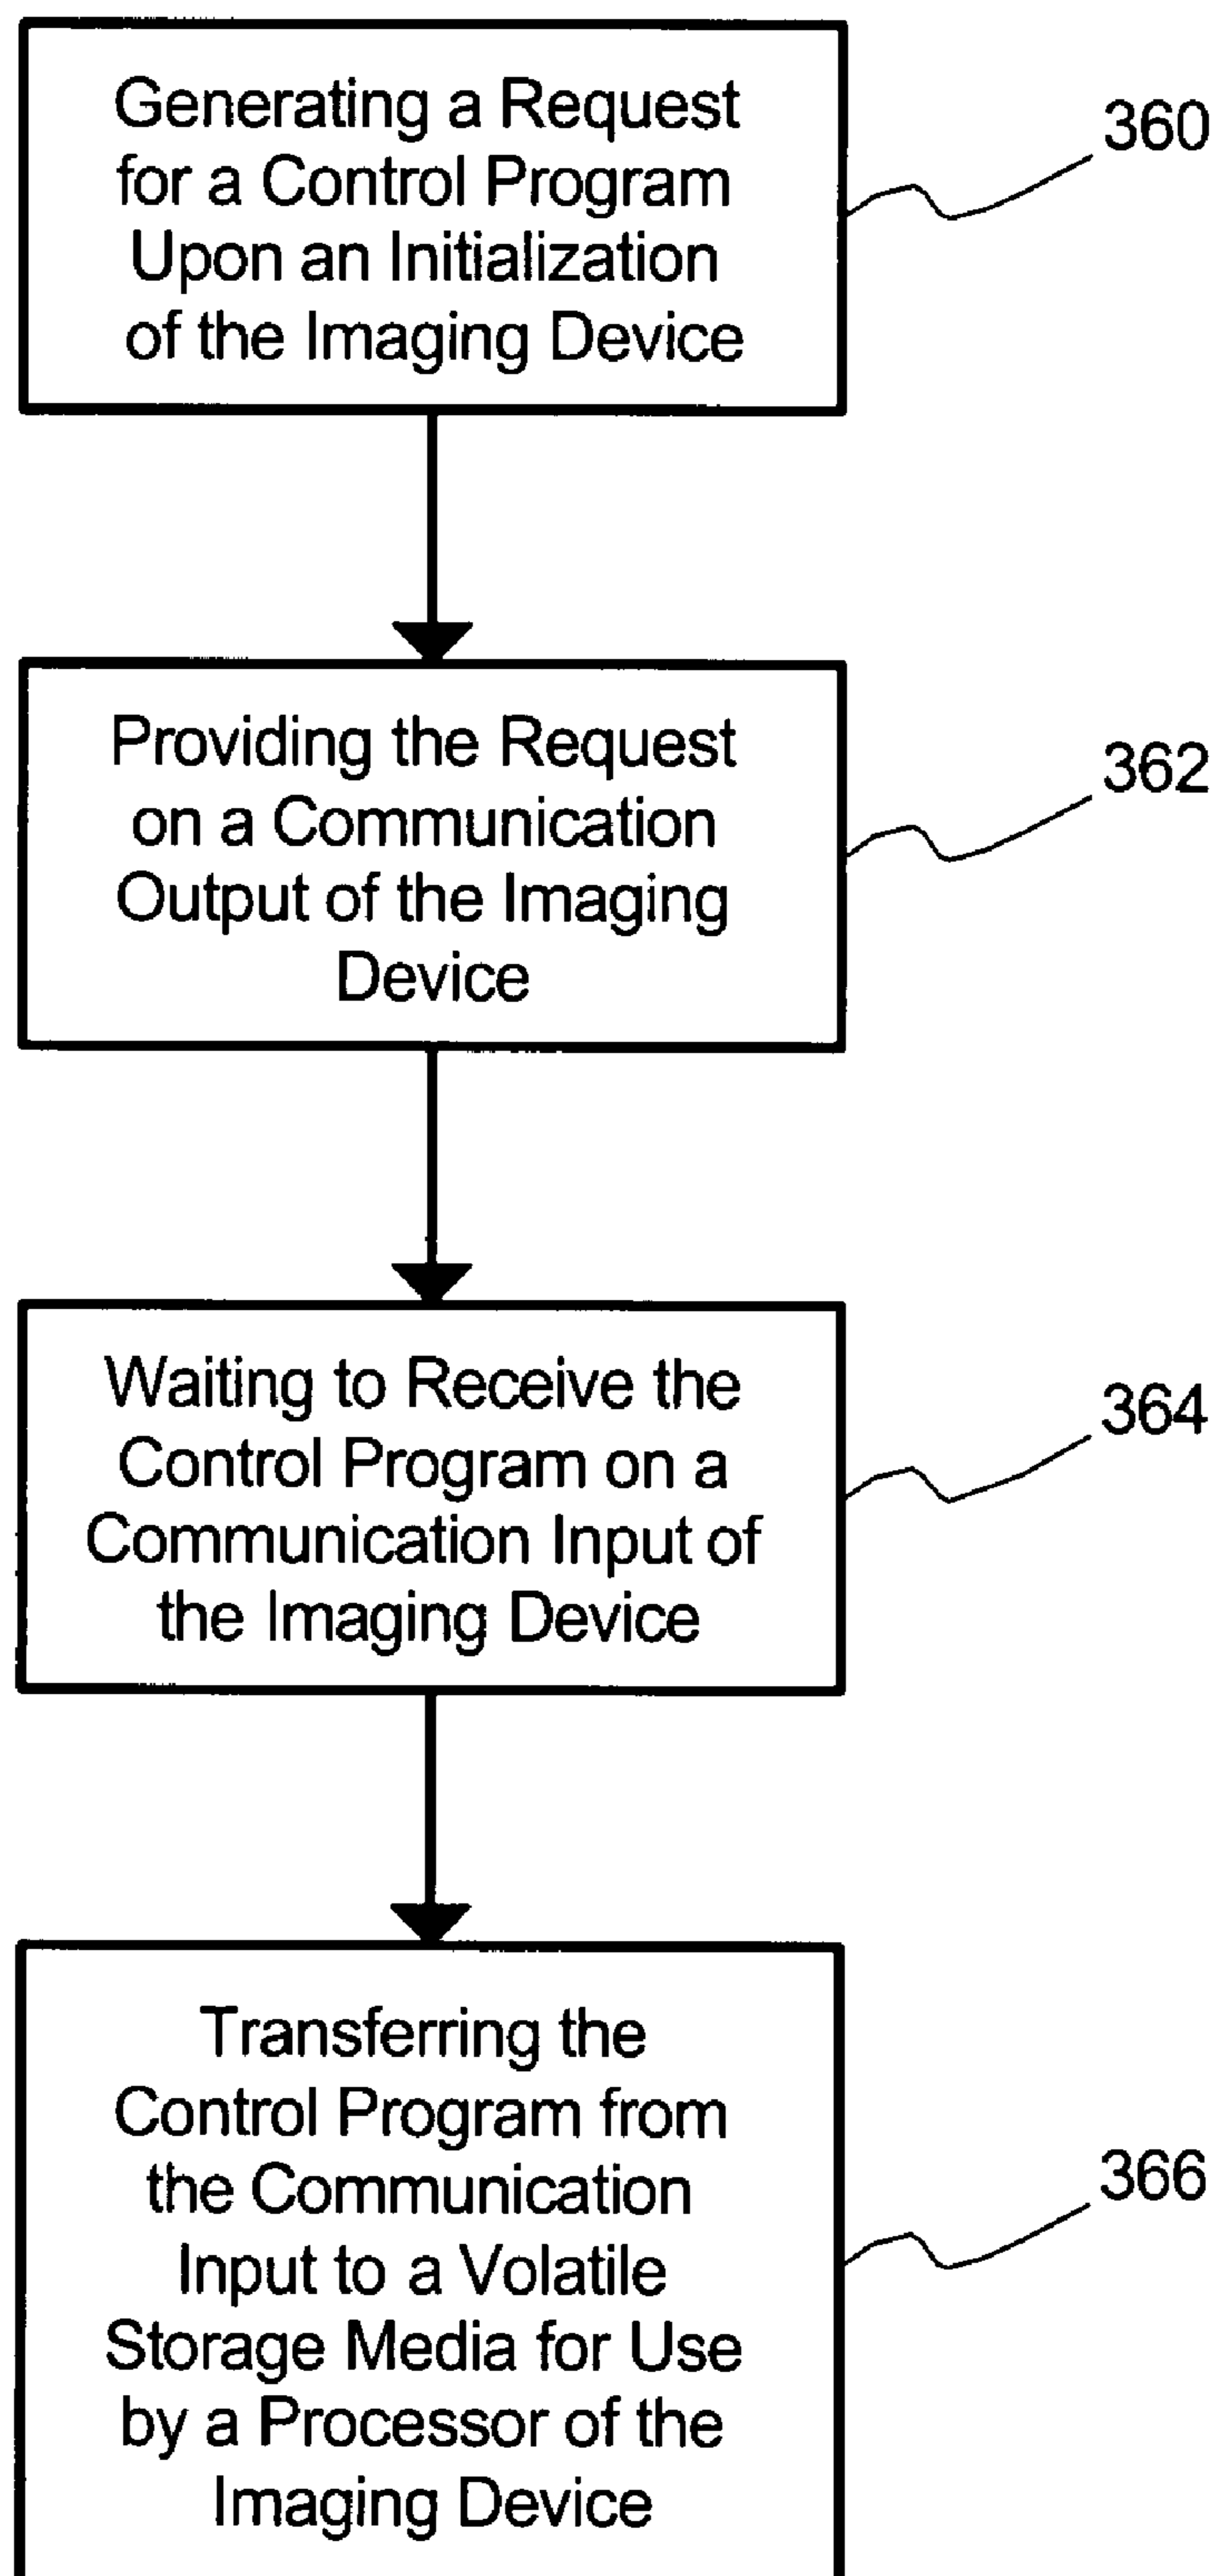 Generating a Request
for a Control Program
Upon an Initialization
of the Imaging Device
360
Providing the Request
on a Communication
Output of the Imaging
Device
362
Waiting to Receive the
Control Program on a
Communication Input of
the Imaging Device
364
Transferring the
Control Program from
the Communication
Input to a Volatile
Storage Media for Use
by a Processor of the
Imaging Device
366